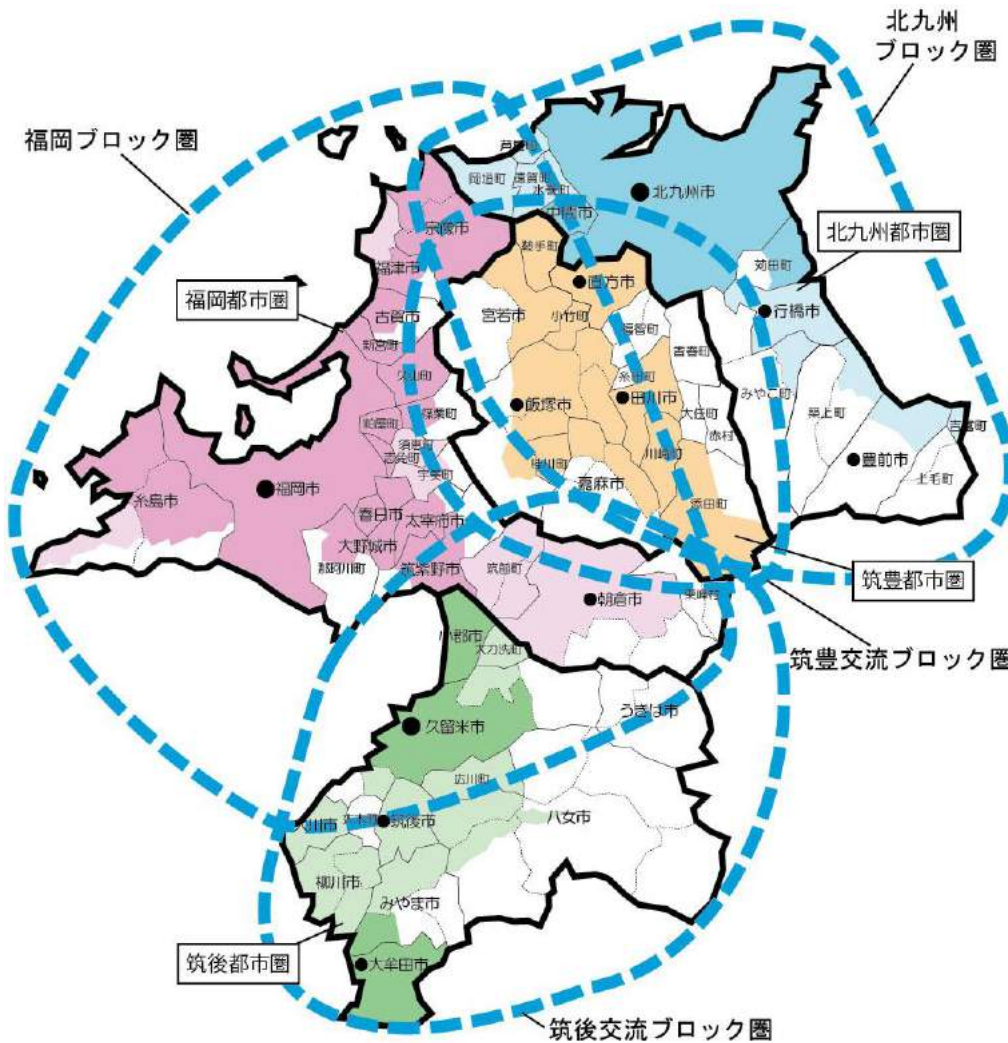 北九州
ブロック圏
福岡ブロック圏
芦屋町
岡垣町
遠賀町
水巻町
中間市
北九州市
北九州都市圏
宗像市
鞍手町
苅田町
福津市
直方市
福岡都市圏
古賀市
宮若市
小竹町
福智町
行橋市
新宮町
香春町
久山町
糸田町
飯塚市
田川市
みやこ町
篠栗町
大任町
築上町
吉富町
粕屋町
須恵町
赤村
志免町
川崎町
豊前市
宇美町
桂川町
上毛町
嘉麻市
福岡市
糸島市
添田町
春日市
太宰府市
大野城市
那珂川町
筑紫野市
筑前町
筑豊都市圏
朝倉市
東峰村
小郡市
大刀洗町
筑豊交流ブロック圏
うきは市
久留米市
広川町
大川市
筑後市
八女市
柳川市
みやま市
筑後都市圏
大牟田市
筑後交流ブロック圏